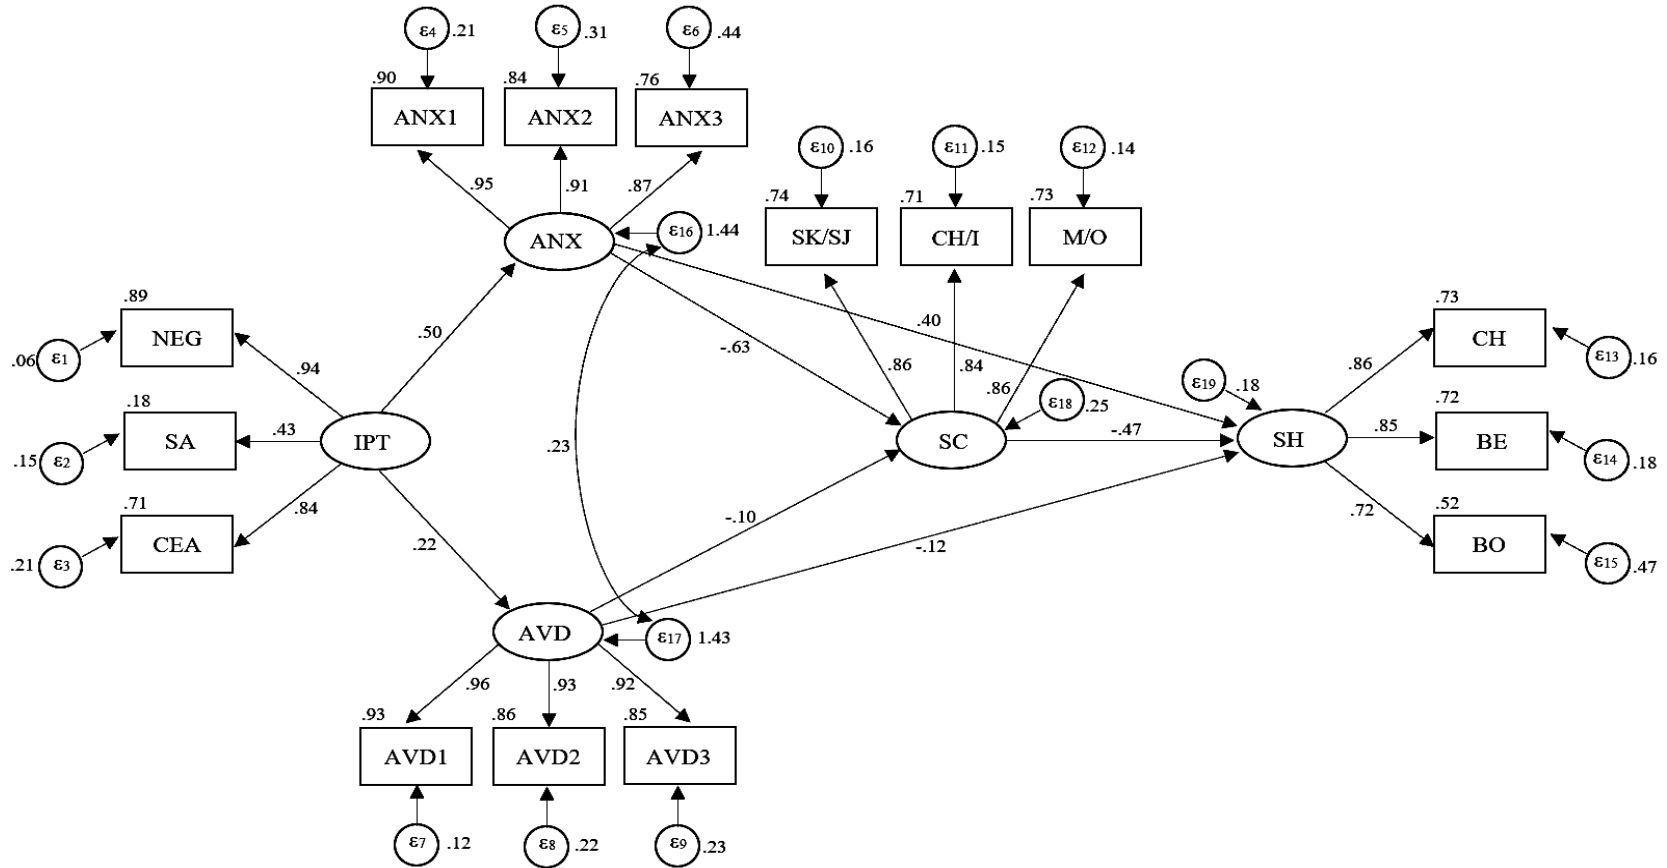 ε4 .21 ε5 .31 ε6 .44
.90 .84 .76
ANX1 ANX2 ANX3
ε10 .16 ε11 .15 ε12 .14
.95 .91 .87
.74 .71 .73
ANX ε16 1.44 SK/SJ CH/I M/O
.89 .73
NEG .50 .40 CH
.06 ε1 -.63 ε13 .16
.94 .86 .84 .86 ε19 .18 .86
.18 ε18 .25 .72
SA .43 IPT .23 SC -.47 SH .85 BE
.15 ε2 ε14 .18
.71 .84 -.10 .72 .52
CEA .22 -.12 BO
.21 ε3 ε15 .47
AVD ε17 1.43
.96 .93 .92
.93 .86 .85
AVD1 AVD2 AVD3
ε7 .12 ε8 .22 ε9 .23